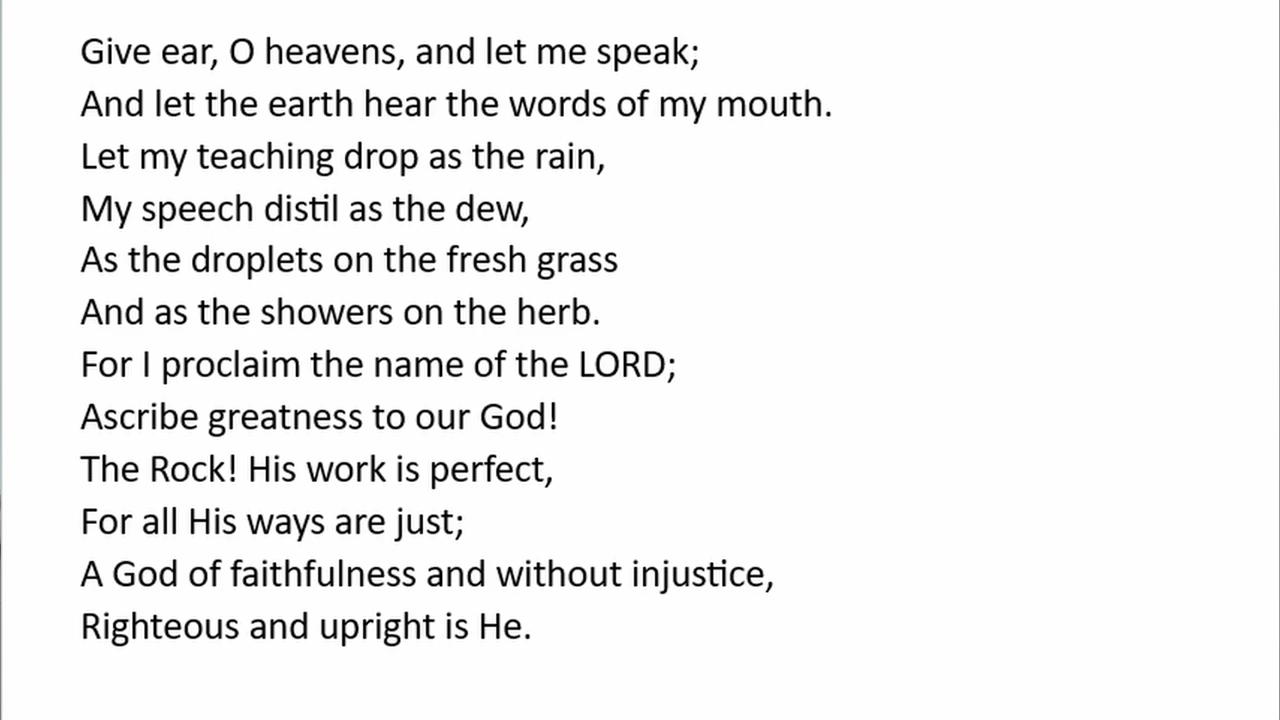 Give ear, O heavens, and let me speak;
And let the earth hear the words of my mouth.
Let my teaching drop as the rain,
My speech distil as the dew,
As the droplets on the fresh grass
And as the showers on the herb.
For I proclaim the name of the LORD;
Ascribe greatness to our God!
The Rock! His work is perfect,
For all His ways are just;
A God of faithfulness and without injustice,
Righteous and upright is He.